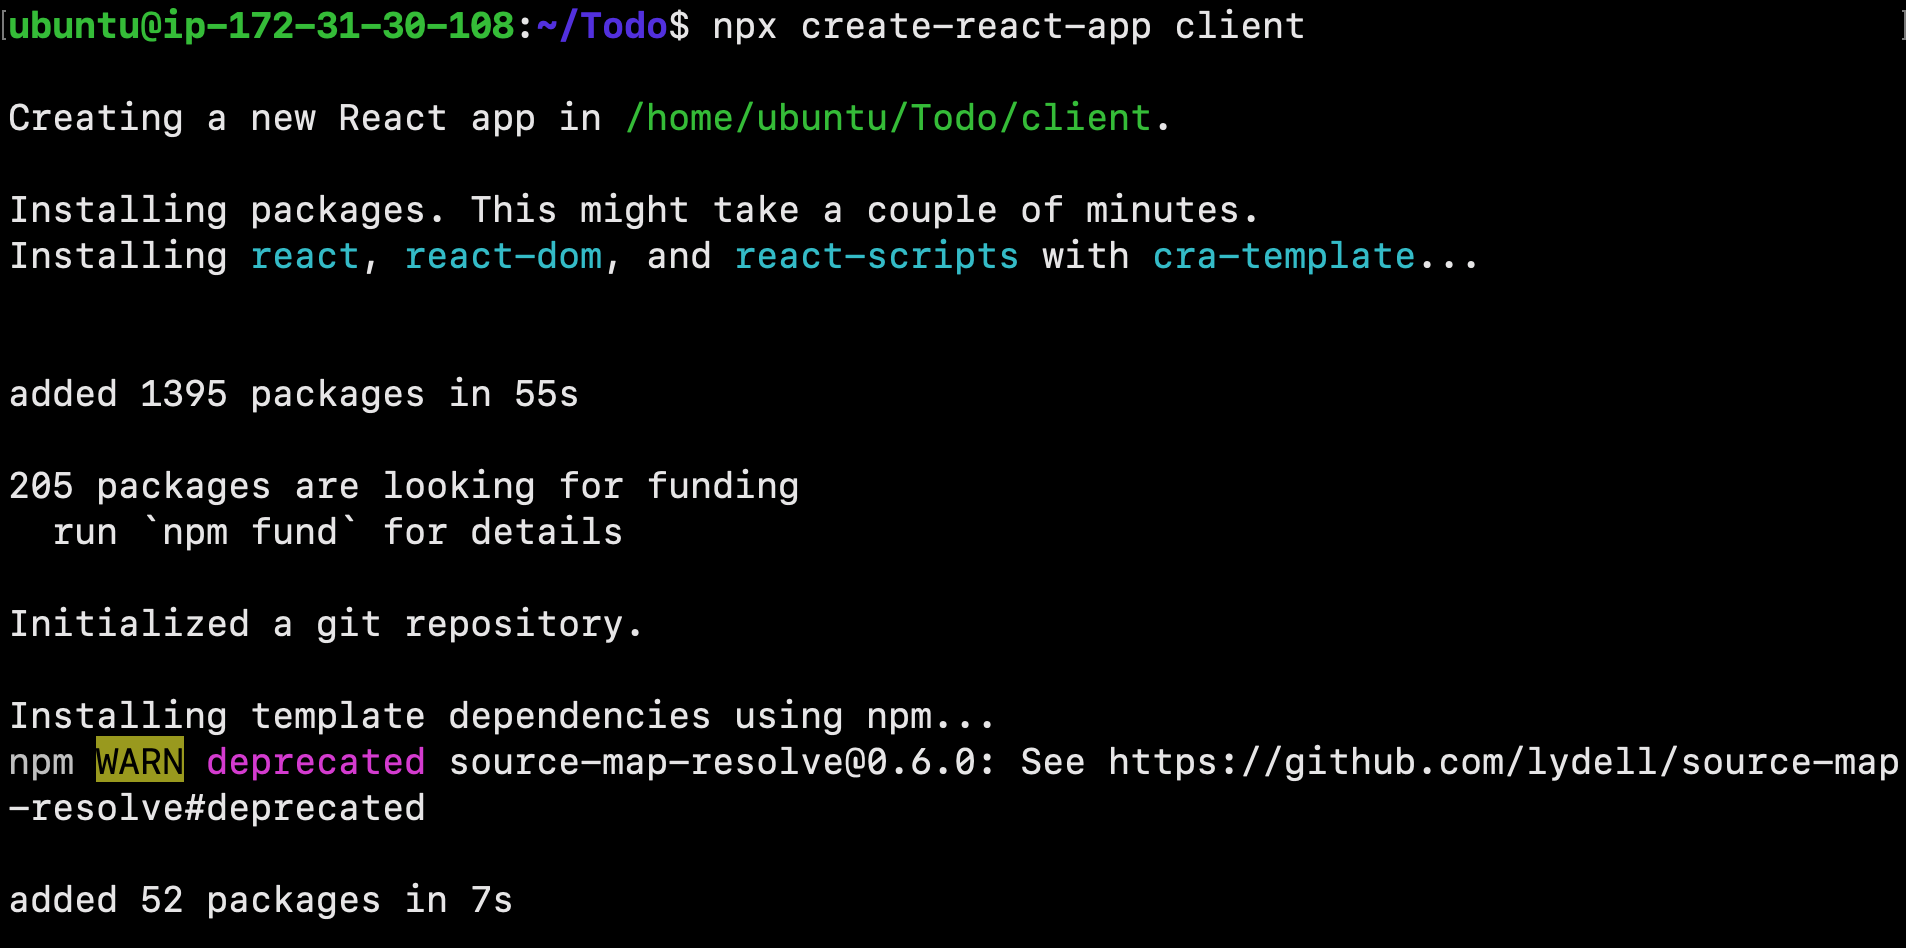 [ubuntu@ip-172-31-30-108:~/Todo$ npx create-react-app client ]
Creating a new React app in /home/ubuntu/Todo/client.
Installing packages. This might take a couple of minutes.
Installing react, react-dom, and react-scripts with cra-template...
added 1395 packages in 55s
205 packages are looking for funding
  run `npm fund` for details
Initialized a git repository.
Installing template dependencies using npm...
npm WARN deprecated source-map-resolve@0.6.0: See https://github.com/lydell/source-map
-resolve#deprecated
added 52 packages in 7s